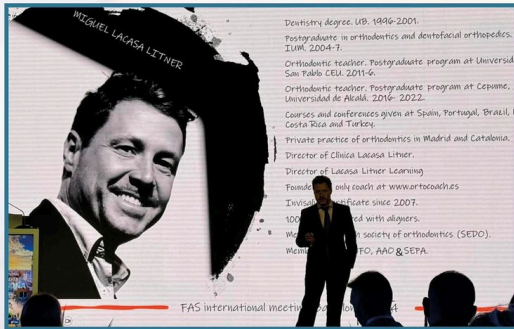 MIGUEL LACASA LITNER
Dentistry degree. UB. 1996-2001.
Postgraduate in orthodontics and dentofacial orthopedics.
IUM. 2004-7.
Orthodontic teacher. Postgraduate program at
San Pablo CEU. 2011-6.
Orthodontic teacher. Postgraduate program at Cepume,
Universidad de Alcalá. 2016- 2022.
Courses and conferences given at Spain, Portugal, Brazil,
Costa Rica and Turkey.
Private practice of orthodontics in Madrid and Catalonia.
Director of Clínica Lacasa Litner.
Director of Lacasa Litner Learning
only coach at www.ortocoach.es
since 2007.
with aligners.
society of orthodontics (SEDO).
AAO & SEPA.
FAS international